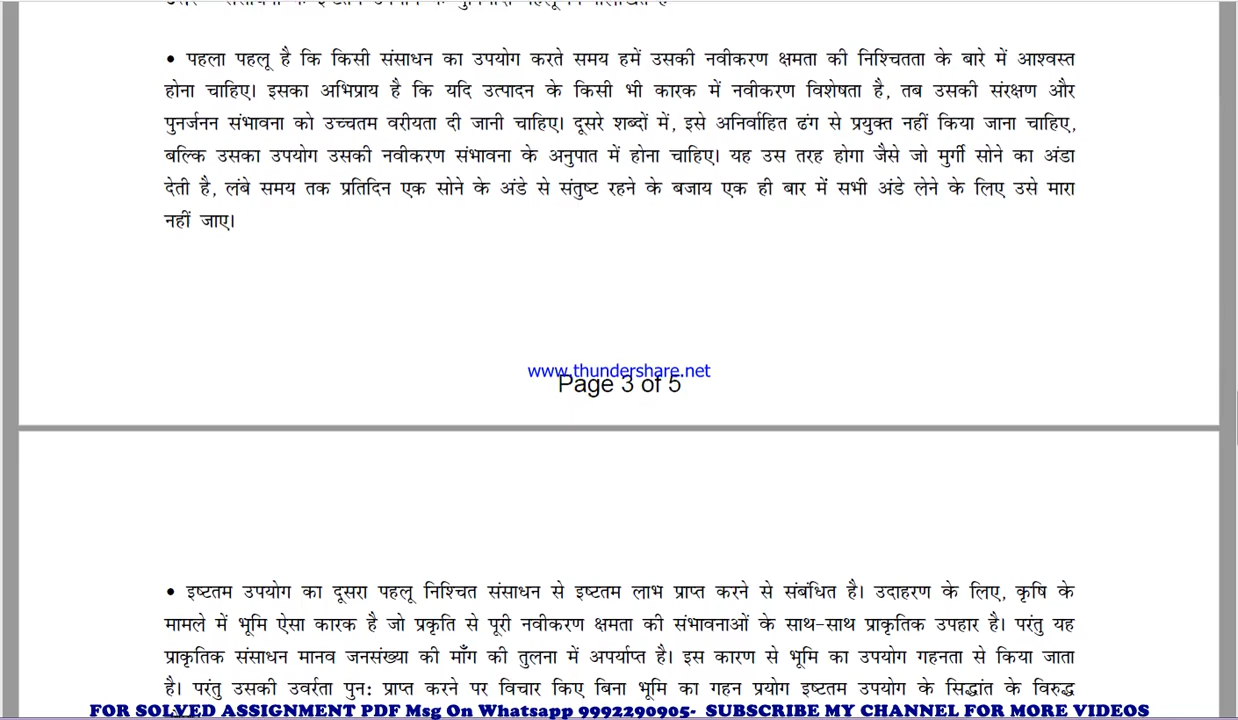 • पहला पहलू है कि किसी संसाधन का उपयोग करते समय हमें उसकी नवीकरण क्षमता की निश्चितता के बारे में आश्वस्त
होना चाहिए। इसका अभिप्राय है कि यदि उत्पादन के किसी भी कारक में नवीकरण विशेषता है, तब उसकी संरक्षण और
पुनर्जनन संभावना को उच्चतम वरीयता दी जानी चाहिए। दूसरे शब्दों में, इसे अनिर्वाहित ढंग से प्रयुक्त नहीं किया जाना चाहिए,
बल्कि उसका उपयोग उसकी नवीकरण संभावना के अनुपात में होना चाहिए। यह उस तरह होगा जैसे जो मुर्गी सोने का अंडा
देती है, लंबे समय तक प्रतिदिन एक सोने के अंडे से संतुष्ट रहने के बजाय एक ही बार में सभी अंडे लेने के लिए उसे मारा
नहीं जाए।
www.thundershare.net
Page 3 of 5
• इष्टतम उपयोग का दूसरा पहलू निश्चित संसाधन से इष्टतम लाभ प्राप्त करने से संबंधित है। उदाहरण के लिए, कृषि के
मामले में भूमि ऐसा कारक है जो प्रकृति से पूरी नवीकरण क्षमता की संभावनाओं के साथ-साथ प्राकृतिक उपहार है। परंतु यह
प्राकृतिक संसाधन मानव जनसंख्या की माँग की तुलना में अपर्याप्त है। इस कारण से भूमि का उपयोग गहनता से किया जाता
है। परंतु उसकी उवर्रता पुन: प्राप्त करने पर विचार किए बिना भूमि का गहन प्रयोग इष्टतम उपयोग के सिद्धांत के विरुद्ध
FOR SOLVED ASSIGNMENT PDF Msg On Whatsapp 9992290905- SUBSCRIBE MY CHANNEL FOR MORE VIDEOS